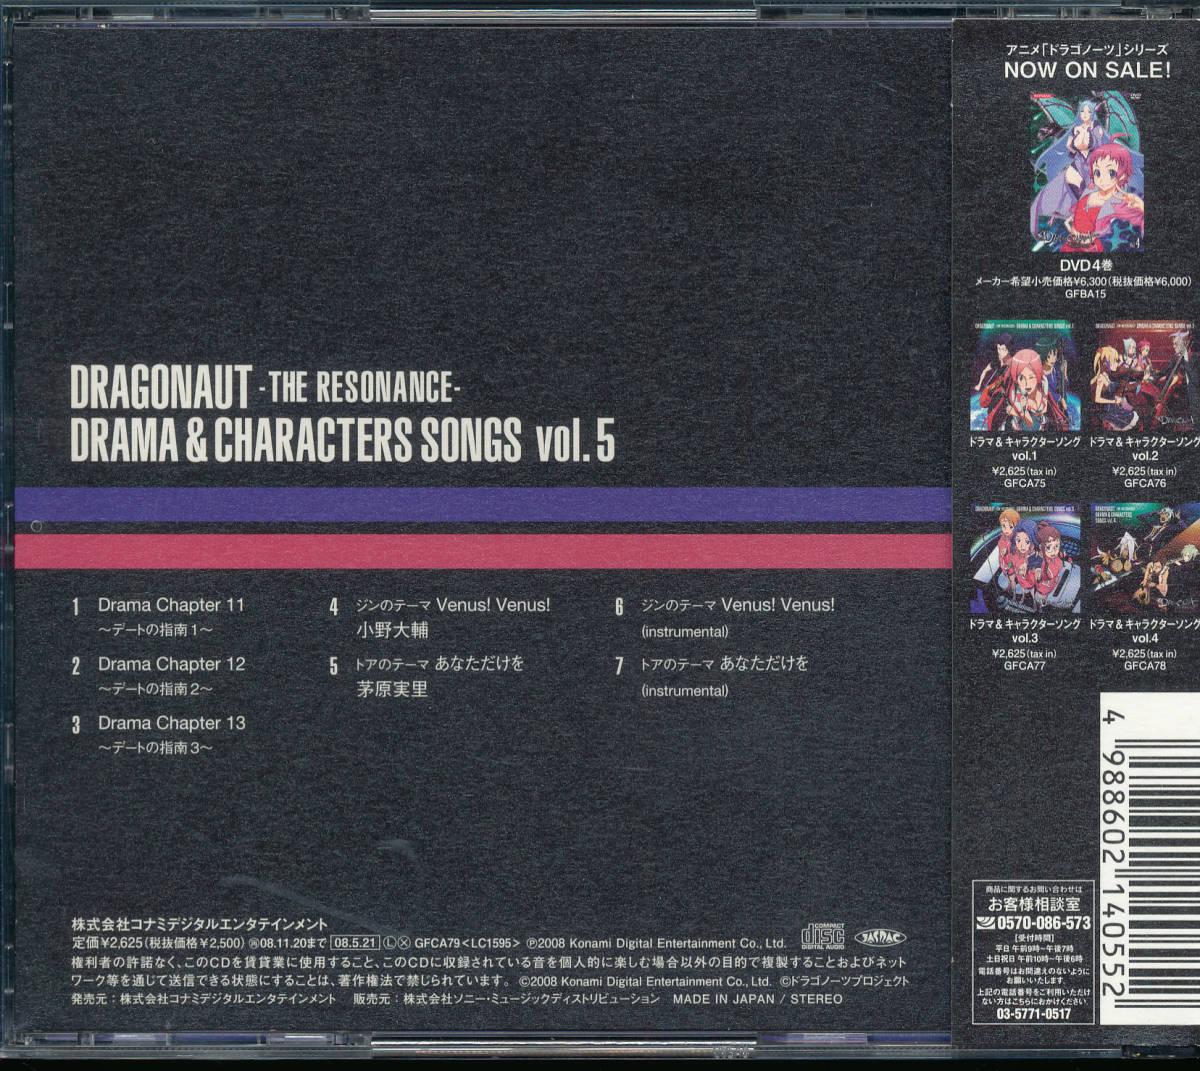 DRAGONAUT -THE RESONANCE-
DRAMA & CHARACTERS SONGS vol.5
1 Drama Chapter 11
～デートの指南1～
2 Drama Chapter 12
～デートの指南2～
3 Drama Chapter 13
～デートの指南3～
4 ジンのテーマ Venus! Venus!
小野大輔
5 トアのテーマ あなただけを
茅原実里
6 ジンのテーマ Venus! Venus!
(instrumental)
7 トアのテーマ あなただけを
(instrumental)
株式会社コナミデジタルエンタテインメント
定価¥2,625(税抜価格¥2,500) 再08.11.20まで 08.5.21 Ⓛ Ⓧ GFCA79<LC1595> ℗2008 Konami Digital Entertainment Co., Ltd.
COMPACT
disc
DIGITAL AUDIO
JASRAC
権利者の許諾なく、このCDを賃貸業に使用すること、このCDに収録されている音を個人的に楽しむ場合以外の目的で複製することおよびネット
ワーク等を通じて送信できる状態にすることは、著作権法で禁じられています。 ©2008 Konami Digital Entertainment Co., Ltd. ©ドラゴノーツプロジェクト
発売元：株式会社コナミデジタルエンタテインメント 販売元：株式会社ソニー・ミュージックディストリビューション MADE IN JAPAN / STEREO
アニメ「ドラゴノーツ」シリーズ
NOW ON SALE!
DVD4巻
メーカー希望小売価格¥6,300(税抜価格¥6,000)
GFBA15
ドラマ&キャラクターソング
vol.1
¥2,625(tax in)
GFCA75
ドラマ&キャラクターソング
vol.2
¥2,625(tax in)
GFCA76
ドラマ&キャラクターソング
vol.3
¥2,625(tax in)
GFCA77
ドラマ&キャラクターソング
vol.4
¥2,625(tax in)
GFCA78
4 988602 140552
商品に関するお問い合わせは
お客様相談室
0570-086-573
【受付時間】
平日 午前9時～午後7時
土日祝日 午前10時～午後6時
電話番号はお間違えのないように
お願いいたします。
上記の電話番号をご利用いただけ
ない方はこちらにおかけください。
03-5771-0517